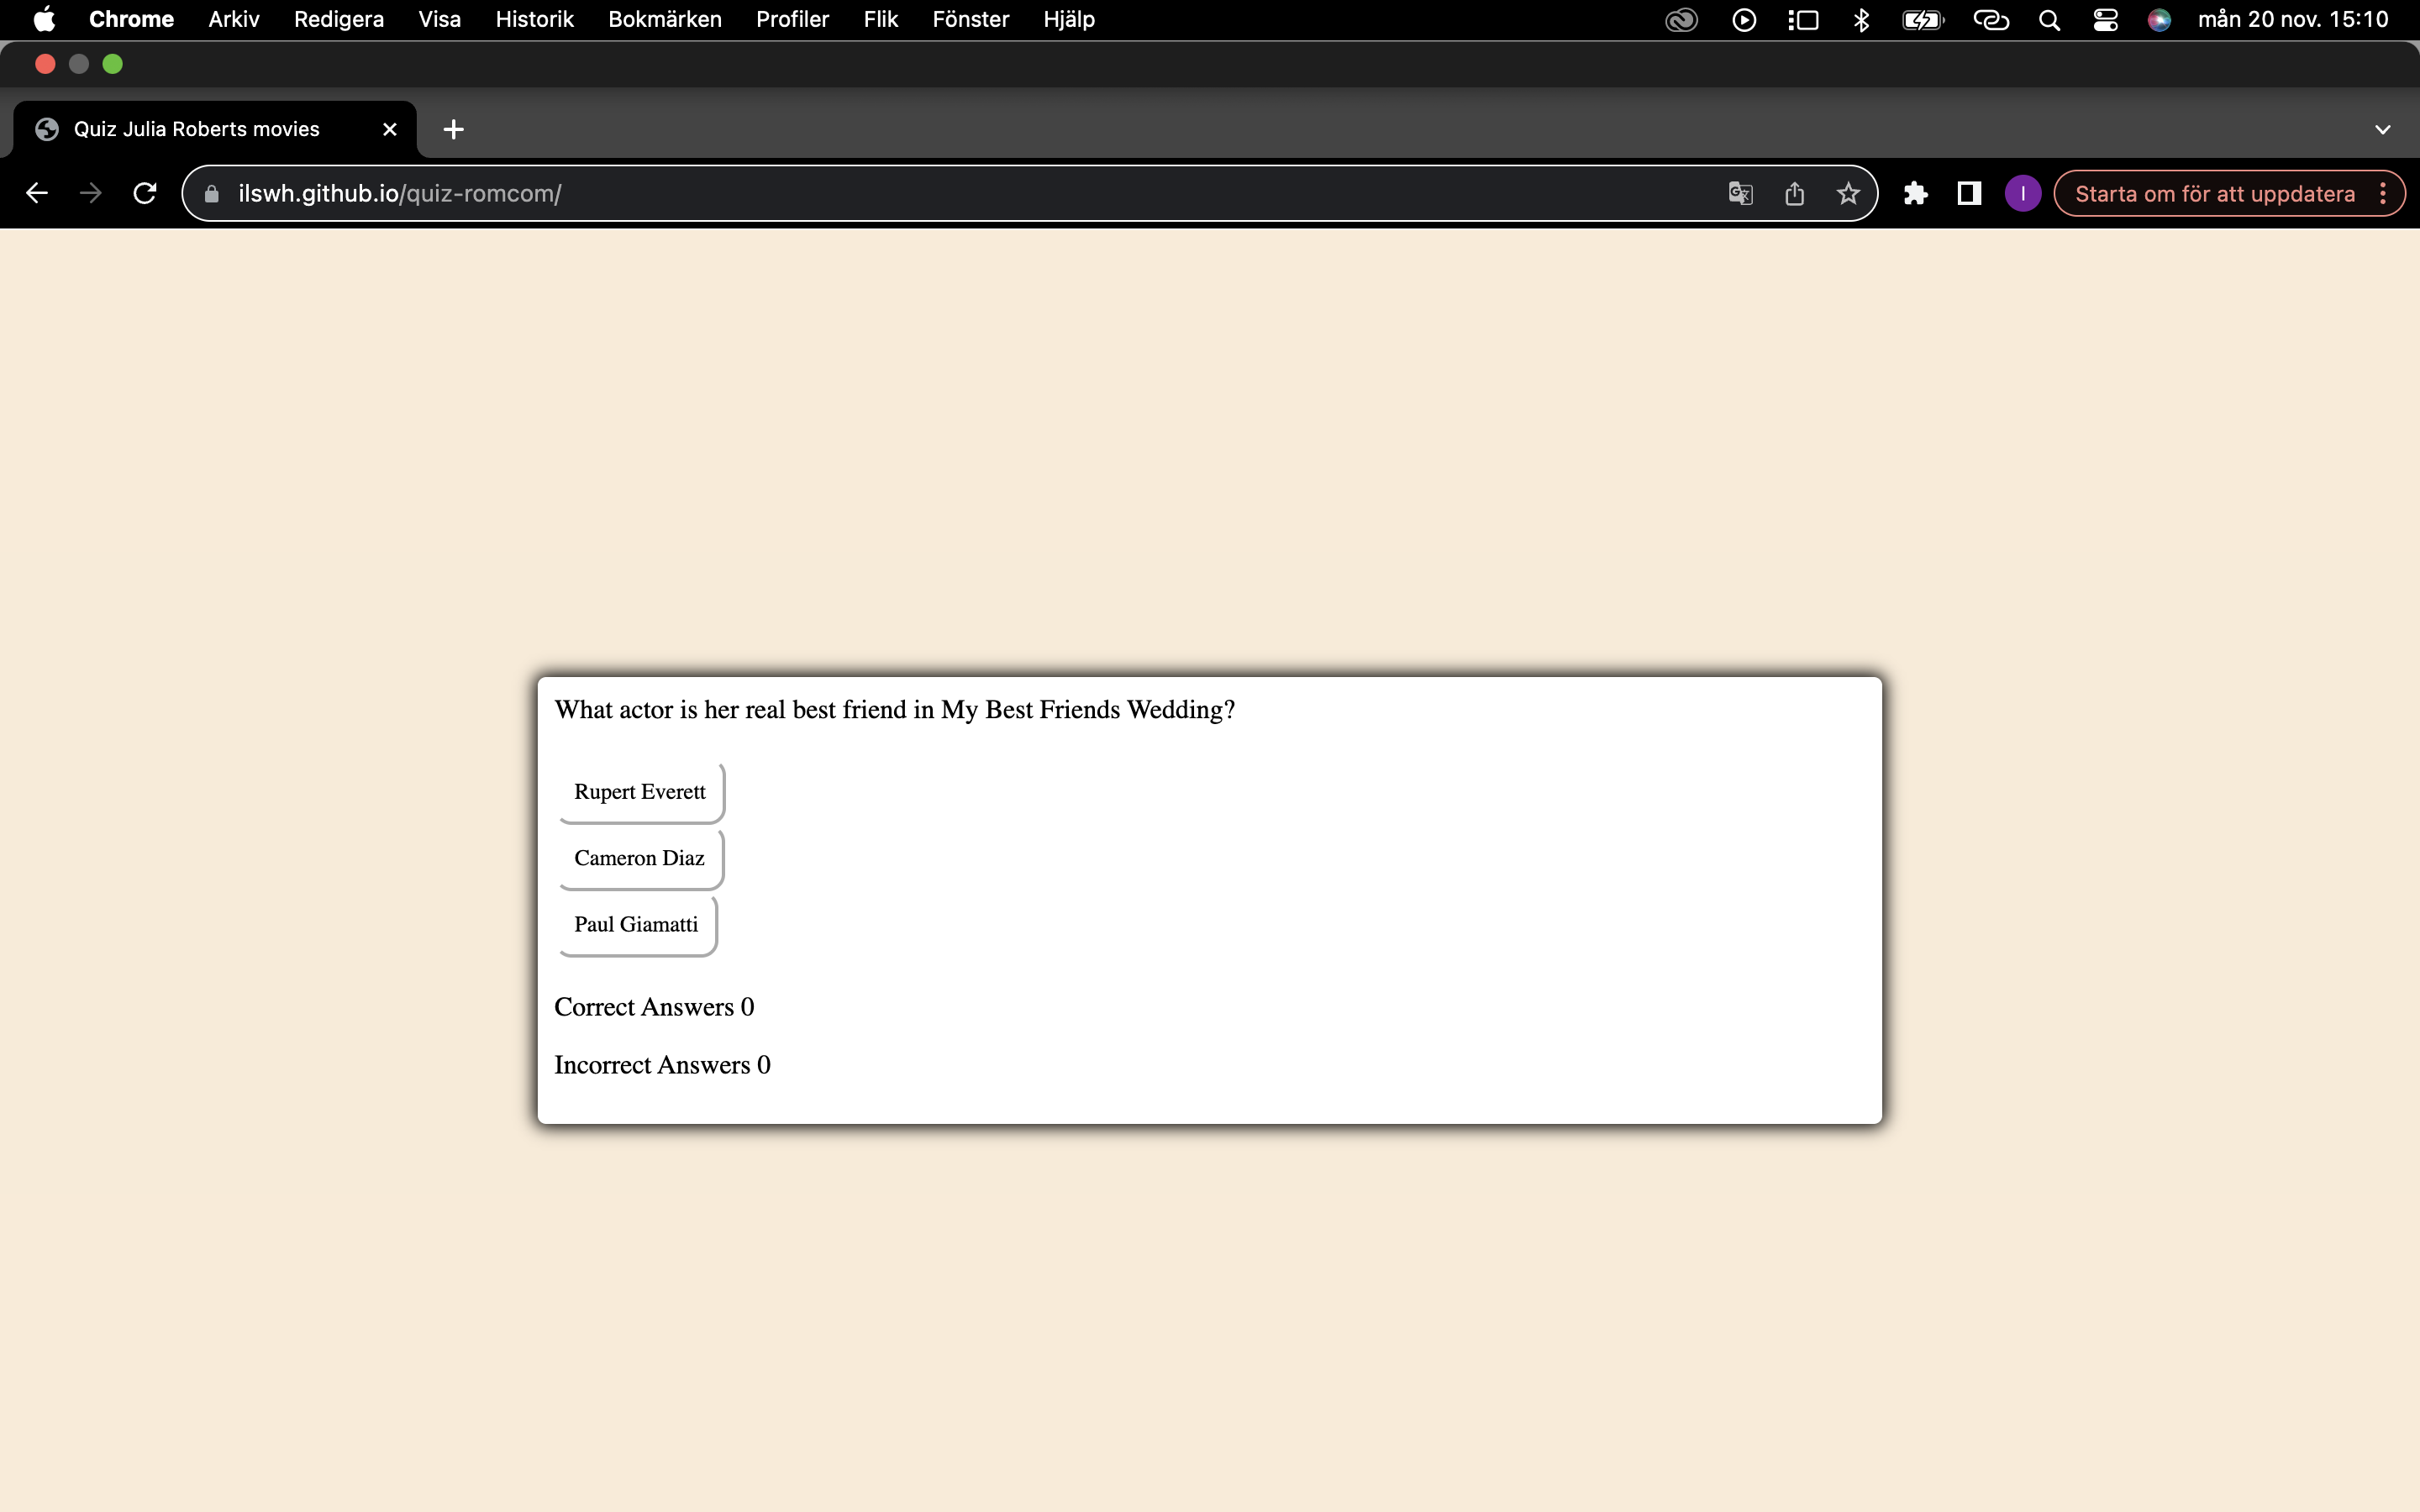 Chrome Arkiv Redigera Visa Historik Bokmärken Profiler Flik Fönster Hjälp mån 20 nov. 15:10
Quiz Julia Roberts movies
ilswh.github.io/quiz-romcom/ I Starta om för att uppdatera
What actor is her real best friend in My Best Friends Wedding?
Rupert Everett
Cameron Diaz
Paul Giamatti
Correct Answers 0
Incorrect Answers 0